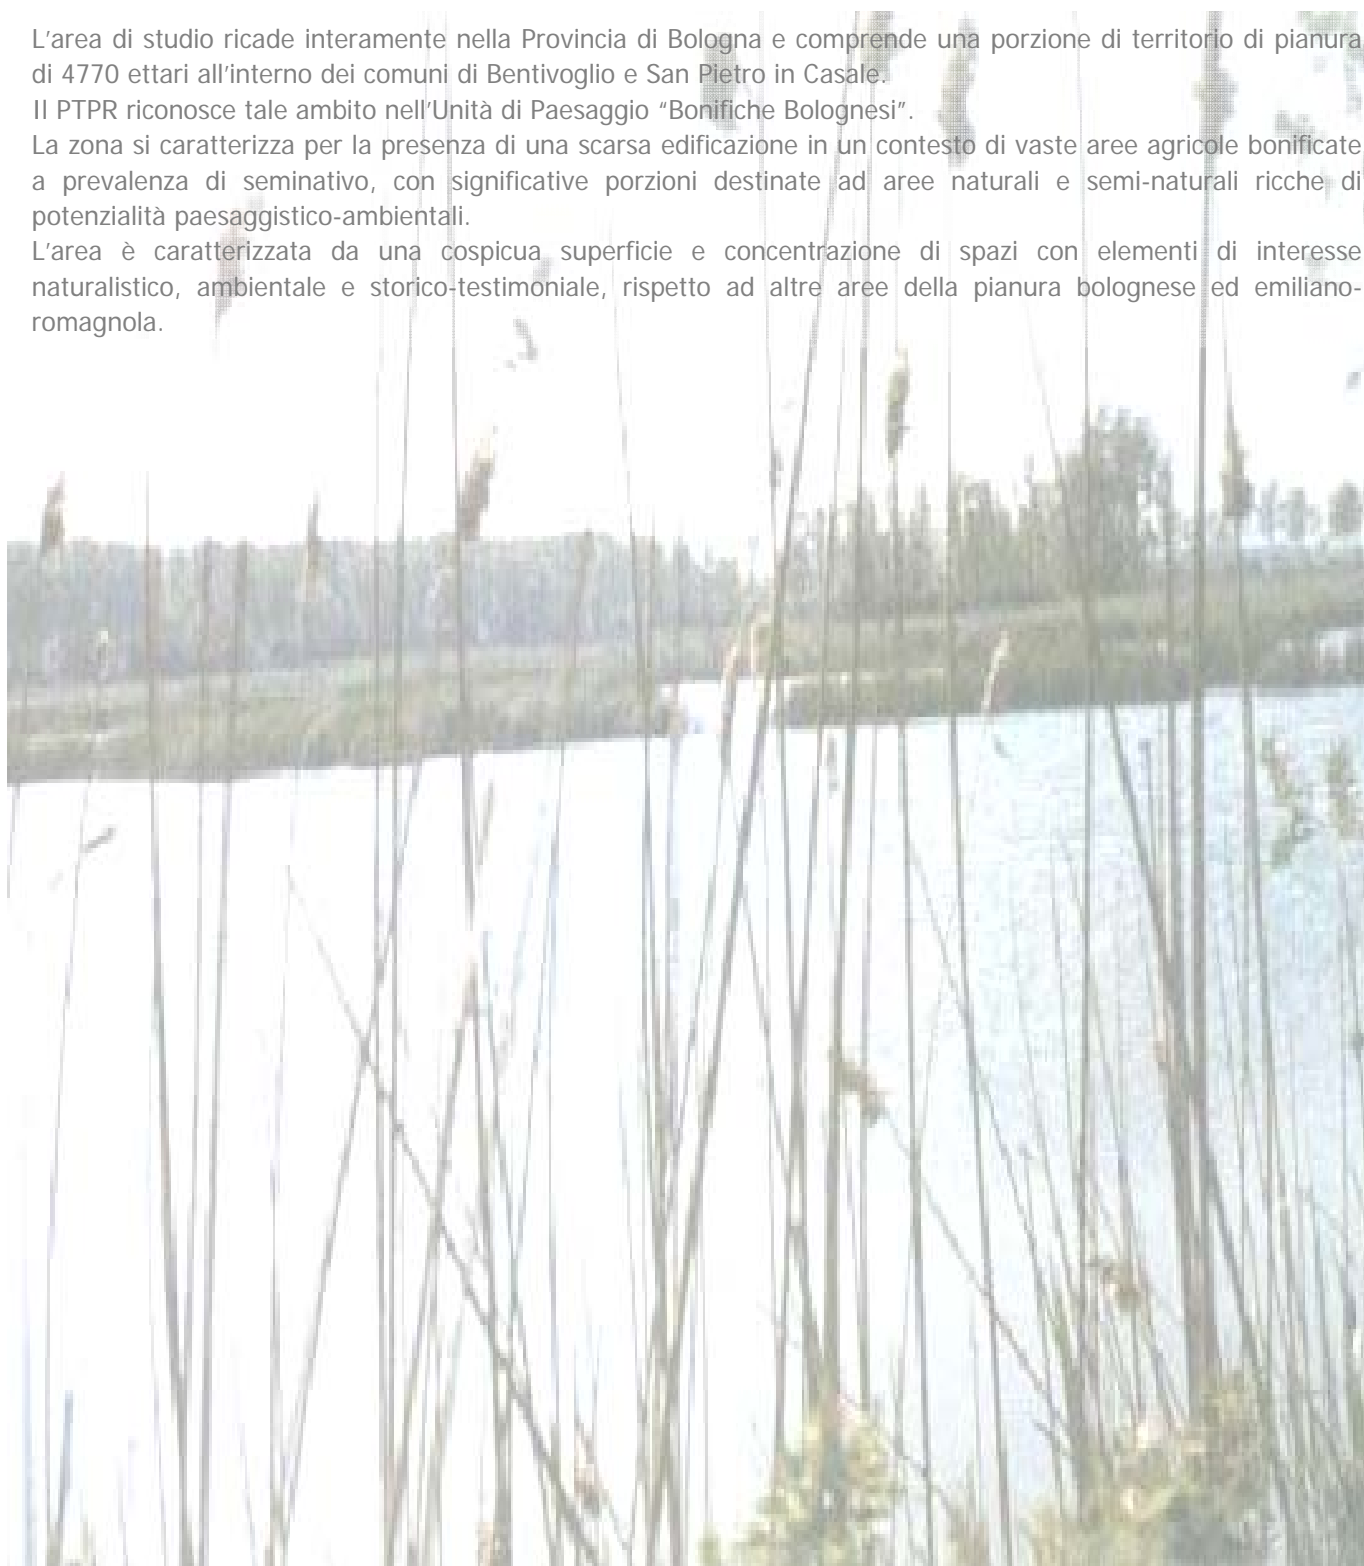 L'area di studio ricade interamente nella Provincia di Bologna e comprende una porzione di territorio di pianura
di 4770 ettari all'interno dei comuni di Bentivoglio e San Pietro in Casale.
Il PTPR riconosce tale ambito nell'Unità di Paesaggio "Bonifiche Bolognesi".
La zona si caratterizza per la presenza di una scarsa edificazione in un contesto di vaste aree agricole bonificate
a prevalenza di seminativo, con significative porzioni destinate ad aree naturali e semi-naturali ricche di
potenzialità paesaggistico-ambientali.
L'area è caratterizzata da una cospicua superficie e concentrazione di spazi con elementi di interesse
naturalistico, ambientale e storico-testimoniale, rispetto ad altre aree della pianura bolognese ed emiliano-
romagnola.